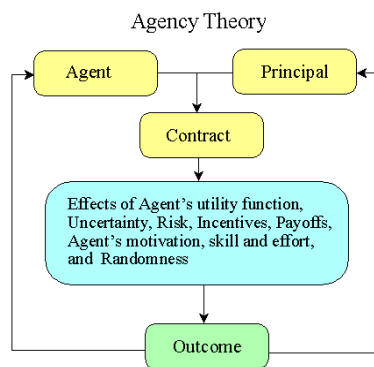 Agency Theory
Agent
Principal
Contract
Effects of Agent's utility function,
Uncertainty, Risk, Incentives, Payoffs,
Agent's motivation, skill and effort,
and Randomness
Outcome